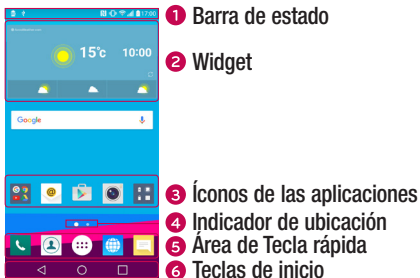 17:00
1 Barra de estado
15°c 10:00
2 Widget
Google
3 Íconos de las aplicaciones
4 Indicador de ubicación
5 Área de Tecla rápida
6 Teclas de inicio